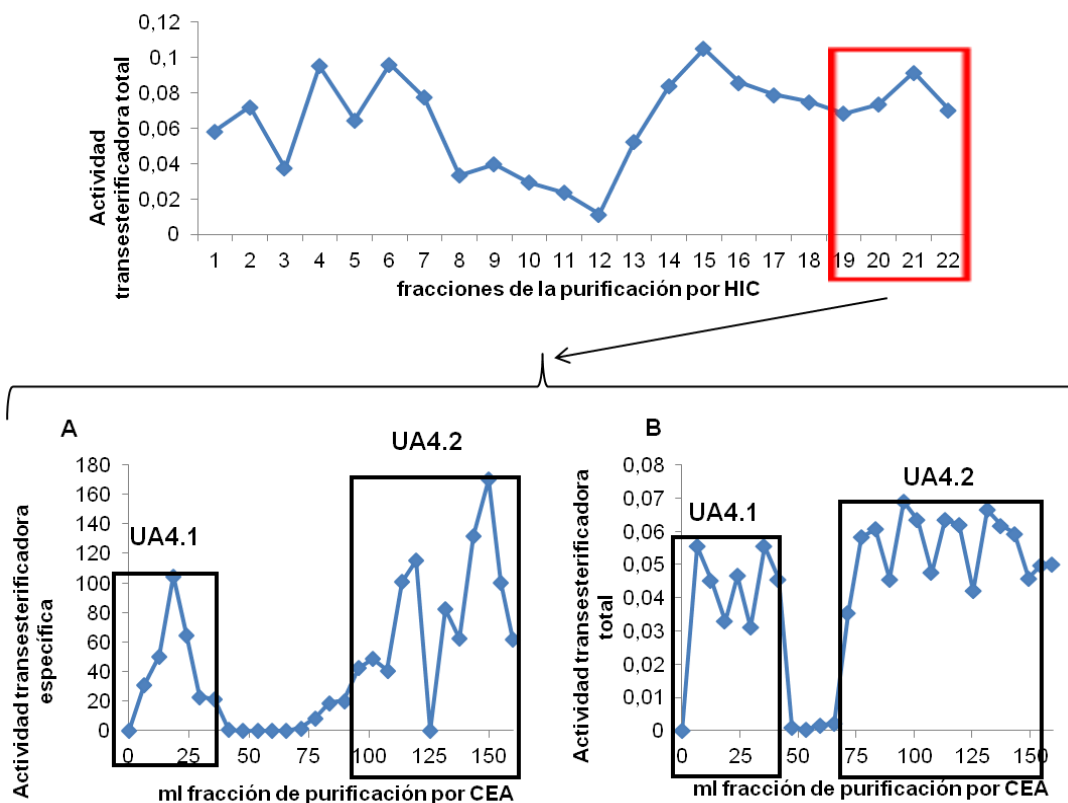 0,12
0,1
0,08
0,06
0,04
0,02
0
Actividad
transesterificadora total
1 2 3 4 5 6 7 8 9 10 11 12 13 14 15 16 17 18 19 20 21 22
fracciones de la purificación por HIC
A
UA4.1
UA4.2
180
160
140
120
100
80
60
40
20
0
Actividad transesterificadora
específica
0 25 50 75 100 125 150
ml fracción de purificación por CEA
B
UA4.1
UA4.2
0,08
0,07
0,06
0,05
0,04
0,03
0,02
0,01
0
Actividad transesterificadora
total
0 25 50 75 100 125 150
ml fracción de purificación por CEA